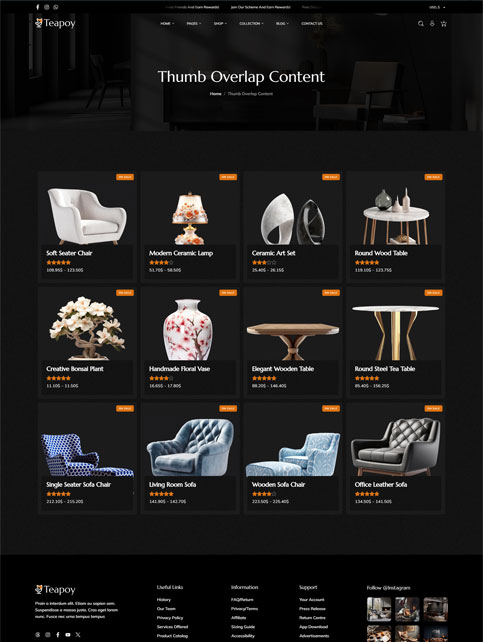 Friends And Earn Rewards!
Join Our Scheme And Earn Rewards!
USD, $
Teapoy
HOME
PAGES
SHOP
COLLECTION
BLOG
CONTACT US
Thumb Overlap Content
Home / Thumb Overlap Content
ON SALE
ON SALE
ON SALE
ON SALE
Soft Seater Chair
Modern Ceramic Lamp
Ceramic Art Set
Round Wood Table
108.95$ - 123.50$
51.70$ - 58.50$
25.40$ - 26.15$
119.10$ - 123.75$
ON SALE
ON SALE
ON SALE
ON SALE
Creative Bonsai Plant
Handmade Floral Vase
Elegant Wooden Table
Round Steel Tea Table
11.10$ - 11.50$
16.65$ - 17.80$
88.20$ - 146.40$
85.40$ - 156.25$
ON SALE
ON SALE
ON SALE
ON SALE
Single Seater Sofa Chair
Living Room Sofa
Wooden Sofa Chair
Office Leather Sofa
212.10$ - 215.20$
141.90$ - 142.70$
223.50$ - 225.40$
134.50$ - 141.50$
Teapoy
Proin a interdum elit. Etiam eu sapien sem.
Suspendisse a massa justo. Cras eget lorem
nunc. Fusce nec urna tempus tempus
Useful Links
History
Our Team
Privacy Policy
Services Offered
Product Catalog
Information
FAQ/Return
Privacy/Terms
Affiliate
Sizing Guide
Accessibility
Support
Your Account
Press Release
Return Centre
App Download
Advertisements
Follow @Instagram